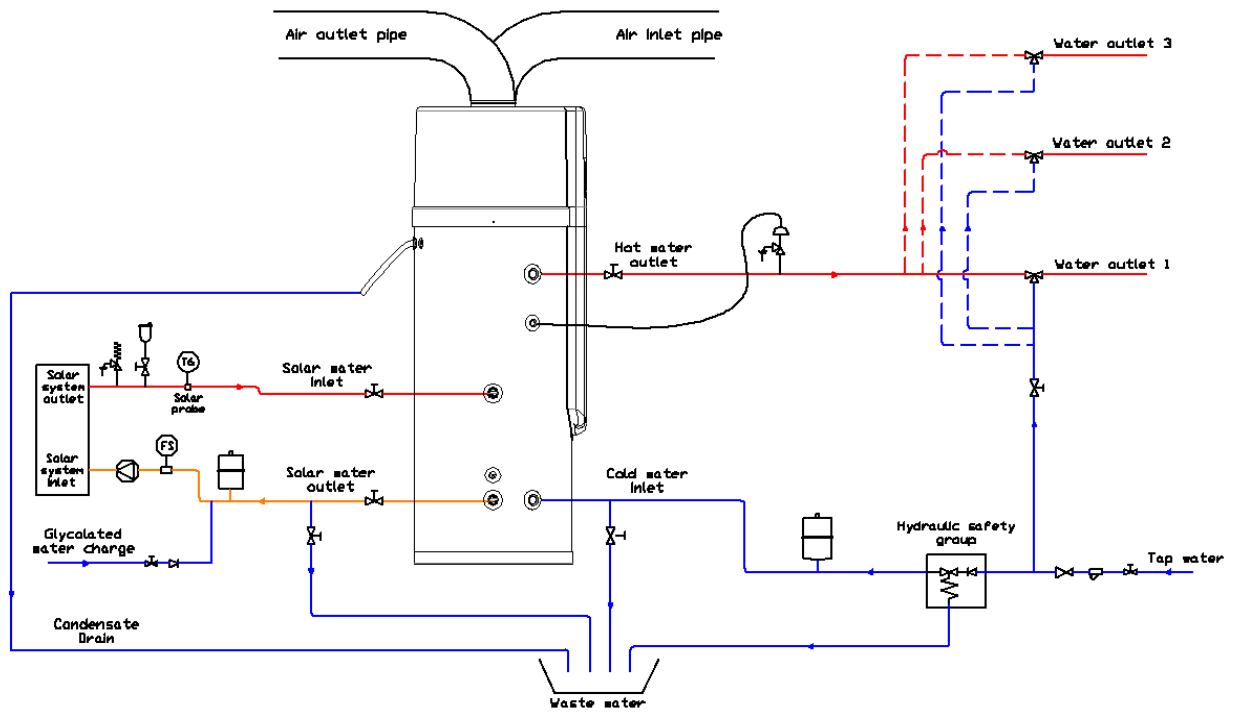 Air outlet pipe
Air Inlet pipe
Water outlet 3
Water outlet 2
Hot water
outlet
Water outlet 1
Solar
system
outlet
TG
Solar
probe
Solar water
Inlet
Solar
system
Inlet
FS
Solar water
outlet
Cold water
Inlet
Glycolated
water charge
Hydraulic safety
group
Tap water
Condensate
Drain
Waste water